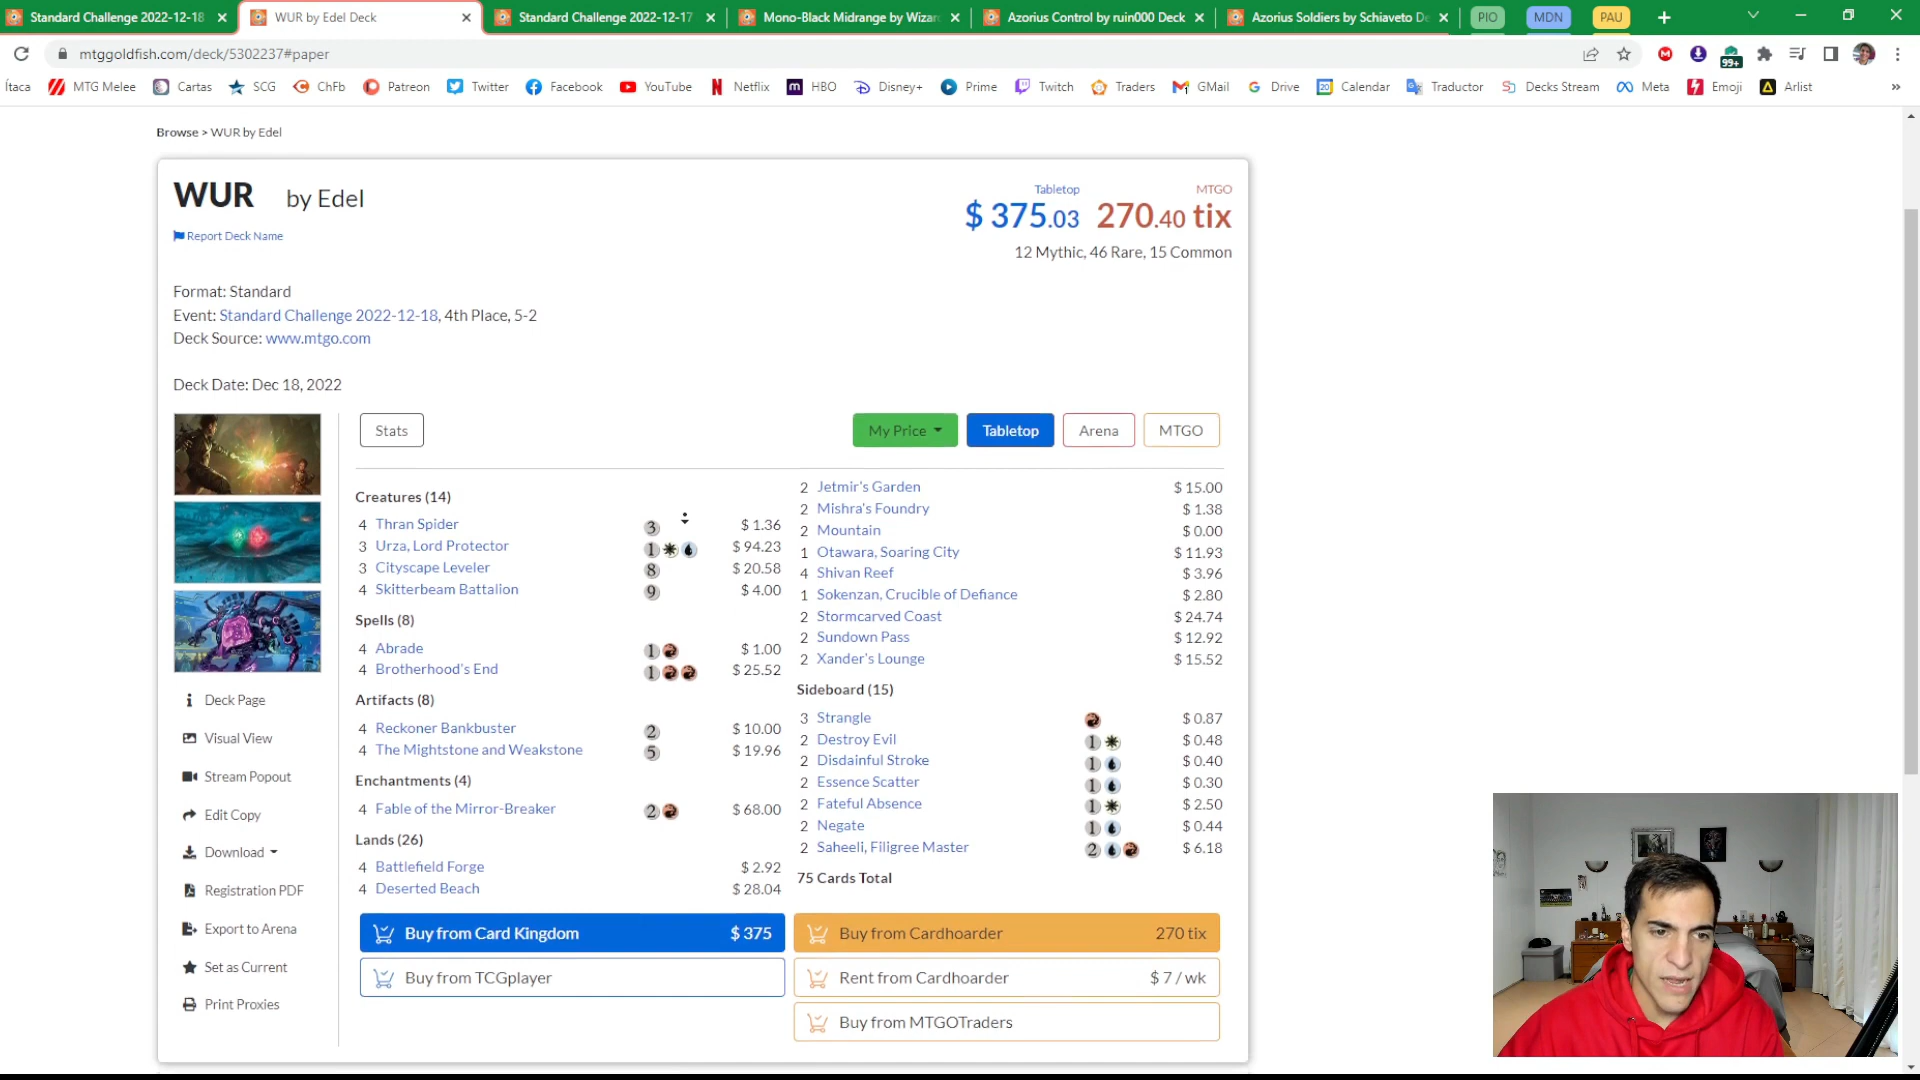 Standard Challenge 2022-12-18
WUR by Edel Deck
Standard Challenge 2022-12-17
Mono-Black Midrange by Wizar
Azorius Control by ruin000 Deck
Azorius Soldiers by Schiaveto De
PIO
MDN
PAU
mtggoldfish.com/deck/5302237#paper
99+
Ítaca
MTG Melee
Cartas
SCG
ChFb
Patreon
Twitter
Facebook
YouTube
Netflix
HBO
Disney+
Prime
Twitch
Traders
GMail
Drive
Calendar
Traductor
Decks Stream
Meta
Emoji
Arlist
»
Browse > WUR by Edel
WUR by Edel
Report Deck Name
Tabletop
$ 375.03
MTGO
270.40 tix
12 Mythic, 46 Rare, 15 Common
Format: Standard
Event: Standard Challenge 2022-12-18, 4th Place, 5-2
Deck Source: www.mtgo.com
Deck Date: Dec 18, 2022
Stats
My Price
Tabletop
Arena
MTGO
Creatures (14)
4 Thran Spider 3 $ 1.36
3 Urza, Lord Protector 1 $ 94.23
3 Cityscape Leveler 8 $ 20.58
4 Skitterbeam Battalion 9 $ 4.00
Spells (8)
4 Abrade 1 $ 1.00
4 Brotherhood's End 1 $ 25.52
Artifacts (8)
4 Reckoner Bankbuster 2 $ 10.00
4 The Mightstone and Weakstone 5 $ 19.96
Enchantments (4)
4 Fable of the Mirror-Breaker 2 $ 68.00
Lands (26)
4 Battlefield Forge $ 2.92
4 Deserted Beach $ 28.04
2 Jetmir's Garden $ 15.00
2 Mishra's Foundry $ 1.38
2 Mountain $ 0.00
1 Otawara, Soaring City $ 11.93
4 Shivan Reef $ 3.96
1 Sokenzan, Crucible of Defiance $ 2.80
2 Stormcarved Coast $ 24.74
2 Sundown Pass $ 12.92
2 Xander's Lounge $ 15.52
Sideboard (15)
3 Strangle $ 0.87
2 Destroy Evil 1 $ 0.48
2 Disdainful Stroke 1 $ 0.40
2 Essence Scatter 1 $ 0.30
2 Fateful Absence 1 $ 2.50
2 Negate 1 $ 0.44
2 Saheeli, Filigree Master 2 $ 6.18
75 Cards Total
Deck Page
Visual View
Stream Popout
Edit Copy
Download
Registration PDF
Export to Arena
Set as Current
Print Proxies
Buy from Card Kingdom $ 375
Buy from TCGplayer
Buy from Cardhoarder 270 tix
Rent from Cardhoarder $ 7 / wk
Buy from MTGOTraders